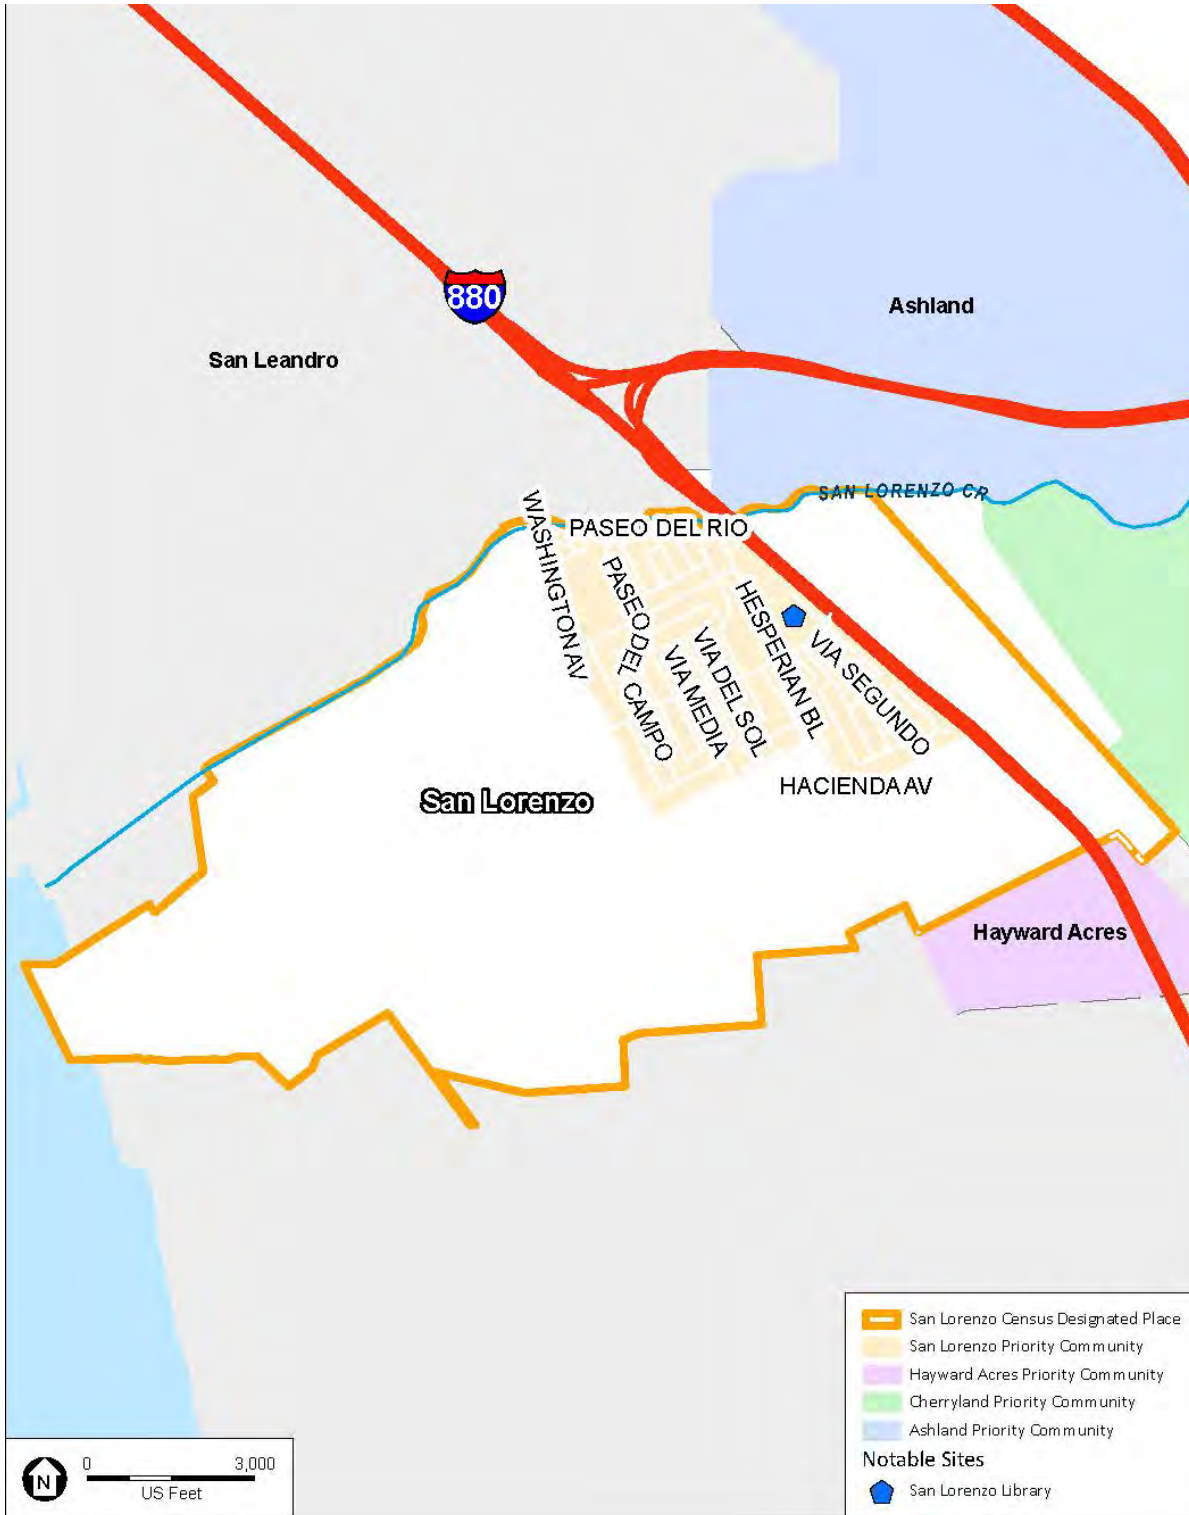 880
Ashland
San Leandro
SAN LORENZO CR
PASEO DEL RIO
WASHINGTON AV
PASEO DEL CAMPO
VIA MEDIA
VIA DEL SOL
HESPERIAN BL
VIA SEGUNDO
HACIENDA AV
San Lorenzo
Hayward Acres
San Lorenzo Census Designated Place
San Lorenzo Priority Community
Hayward Acres Priority Community
Cherryland Priority Community
Ashland Priority Community
Notable Sites
San Lorenzo Library
N
0 3,000
US Feet